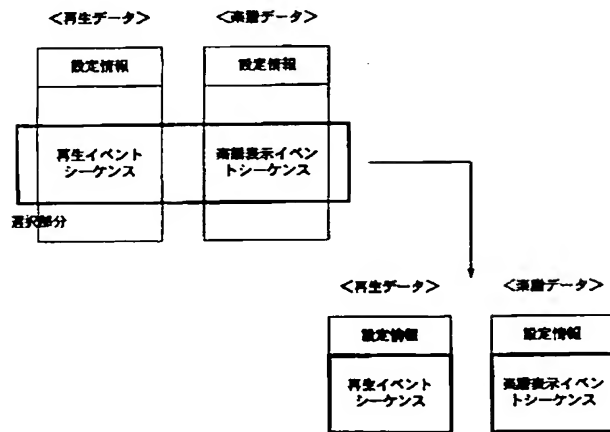 <再生データ>
<楽譜データ>
設定情報
設定情報
再生イベント
シーケンス
楽譜表示イベン
トシーケンス
選択部分
<再生データ>
<楽譜データ>
設定情報
設定情報
再生イベント
シーケンス
楽譜表示イベン
トシーケンス